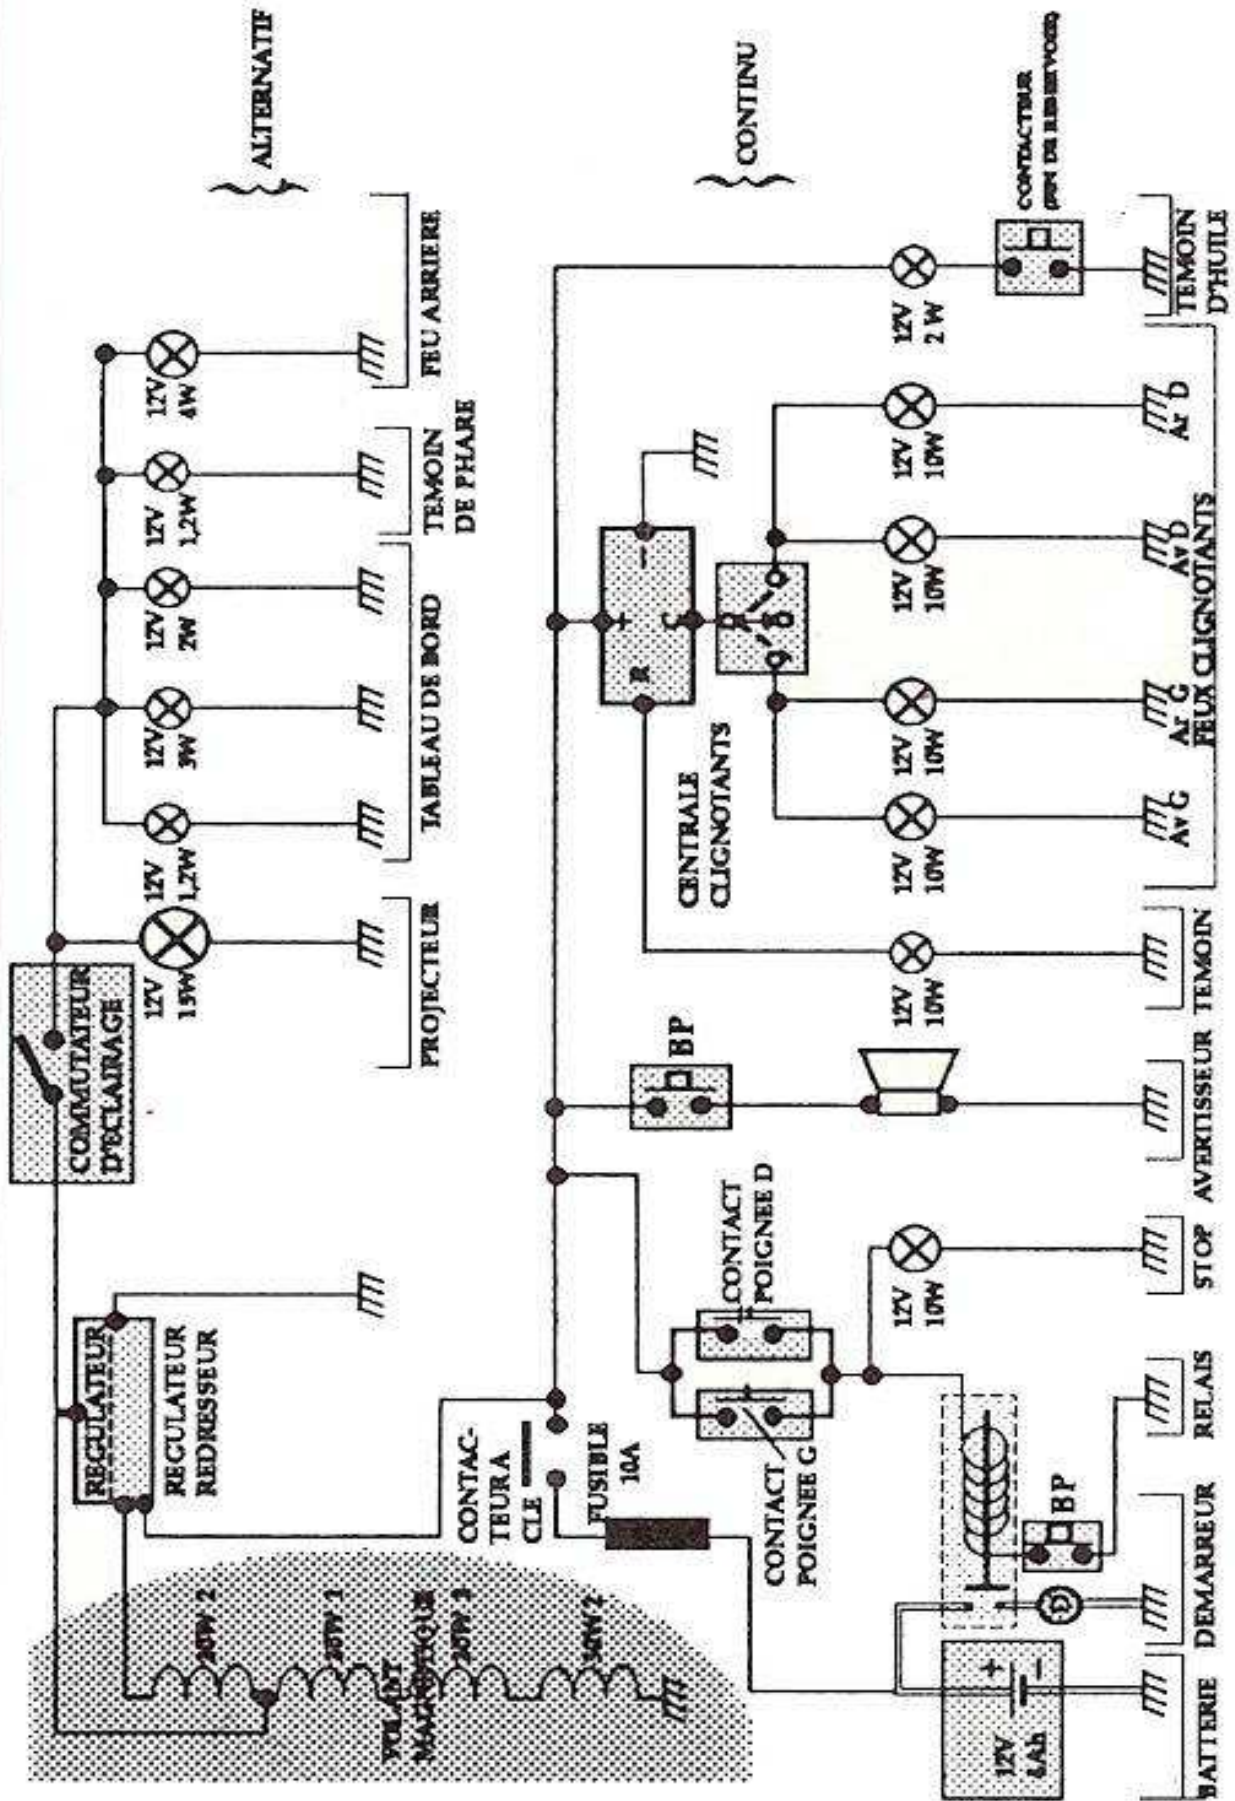 COMMUTATEUR
D'ECLAIRAGE
REGULATEUR
REGULATEUR
REDRESSEUR
12V
15W
12V
1,2W
12V
3W
12V
2W
12V
1,2W
12V
4W
ALTERNATIF
PROJECTEUR
TABLEAU DE BORD
TEMOIN
DE PHARE
FEU ARRIERE
VOLANT
MAGNETIQUE
CONTAC-
TEUR A
CLE
FUSIBLE
10A
CONTACT
POIGNEE G
CONTACT
POIGNEE D
BP
CENTRALE
CLIGNOTANTS
R
+
−
C
g
o
D
CONTINU
12V
10W
12V
10W
12V
10W
12V
10W
12V
10W
12V
10W
12V
2W
CONTACTEUR
12V
4Ah
+
−
D
BP
Av G
Ar G
Av D
Ar D
BATTERIE
DEMARREUR
RELAIS
STOP
AVERTISSEUR
TEMOIN
FEUX CLIGNOTANTS
TEMOIN
D'HUILE